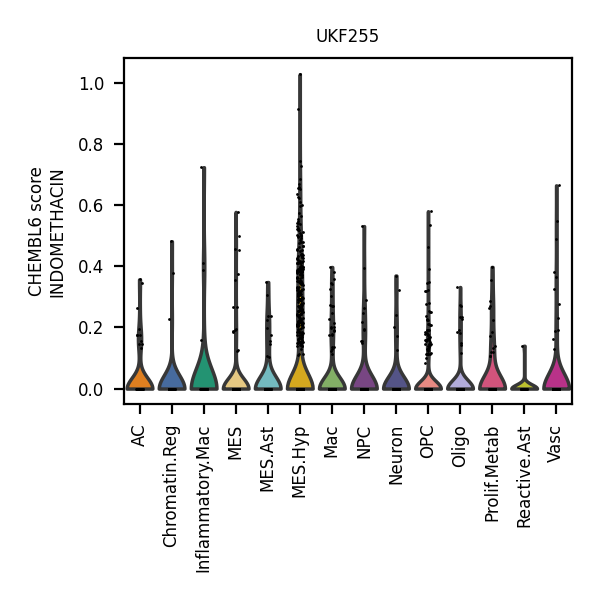 UKF255
CHEMBL6 score
INDOMETHACIN
1.0
0.8
0.6
0.4
0.2
0.0
AC
Chromatin.Reg
Inflammatory.Mac
MES
MES.Ast
MES.Hyp
Mac
NPC
Neuron
OPC
Oligo
Prolif.Metab
Reactive.Ast
Vasc